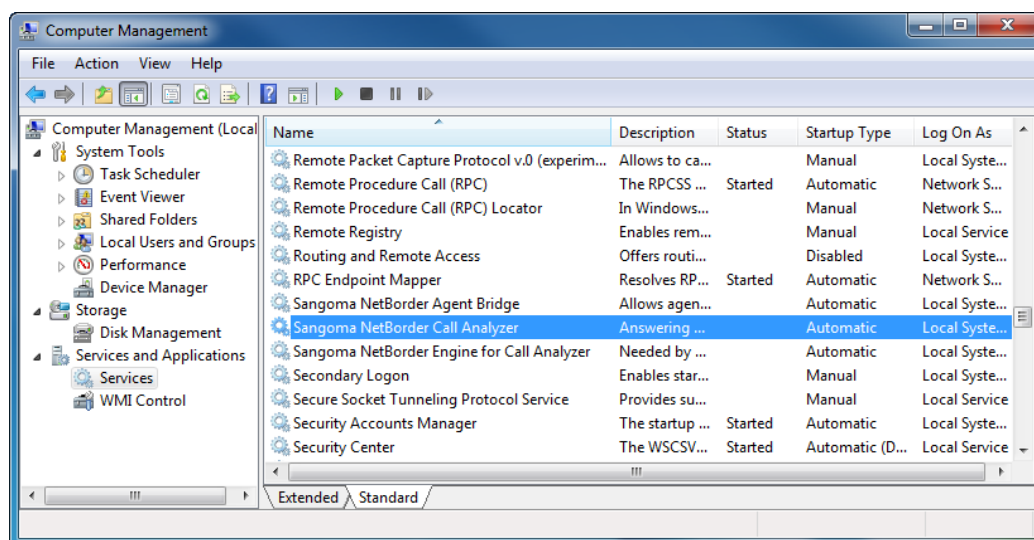 Computer Management
File Action View Help
Computer Management (Local
System Tools
Task Scheduler
Event Viewer
Shared Folders
Local Users and Groups
Performance
Device Manager
Storage
Disk Management
Services and Applications
Services
WMI Control
Name Description Status Startup Type Log On As
Remote Packet Capture Protocol v.0 (experim... Allows to ca... Manual Local Syste...
Remote Procedure Call (RPC) The RPCSS ... Started Automatic Network S...
Remote Procedure Call (RPC) Locator In Windows... Manual Network S...
Remote Registry Enables rem... Manual Local Service
Routing and Remote Access Offers routi... Disabled Local Syste...
RPC Endpoint Mapper Resolves RP... Started Automatic Network S...
Sangoma NetBorder Agent Bridge Allows agen... Automatic Local Syste...
Sangoma NetBorder Call Analyzer Answering ... Automatic Local Syste...
Sangoma NetBorder Engine for Call Analyzer Needed by ... Automatic Local Syste...
Secondary Logon Enables star... Manual Local Syste...
Secure Socket Tunneling Protocol Service Provides su... Manual Local Service
Security Accounts Manager The startup ... Started Automatic Local Syste...
Security Center The WSCSV... Started Automatic (D... Local Service
Extended Standard